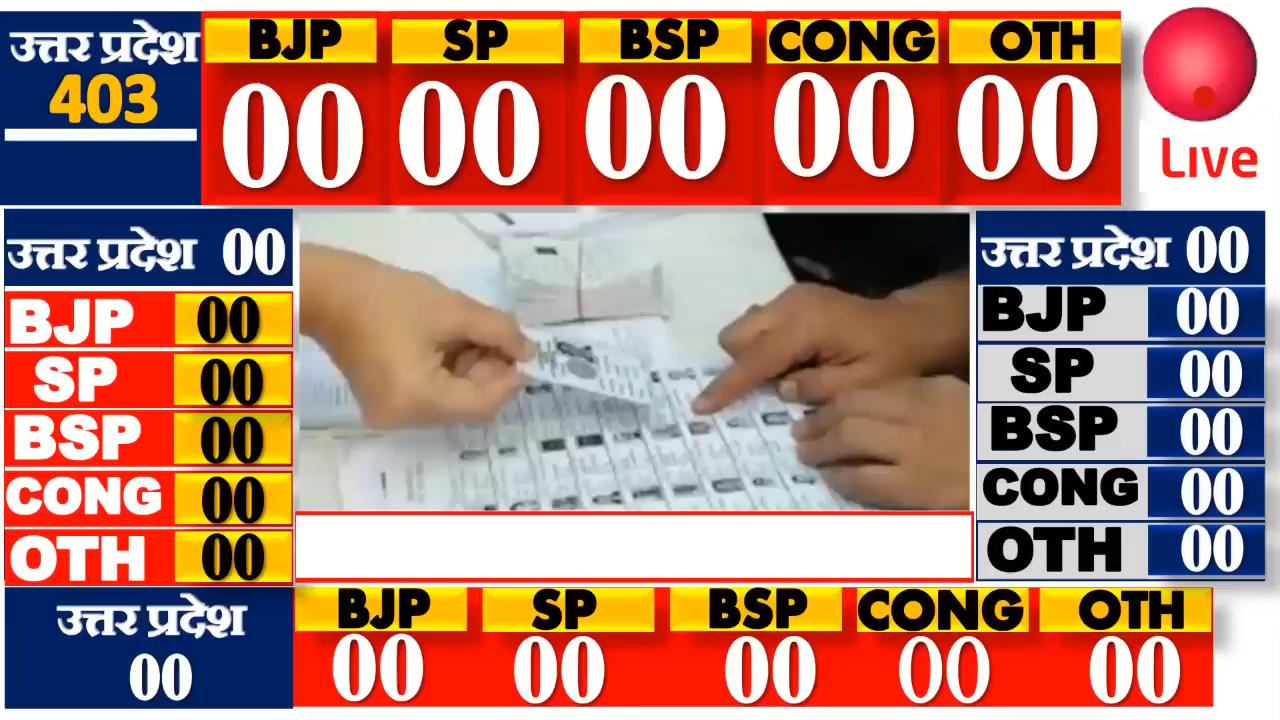 उत्तर प्रदेश
403
BJP SP BSP CONG OTH
00 00 00 00 00
Live
उत्तर प्रदेश 00
BJP 00
SP 00
BSP 00
CONG 00
OTH 00
उत्तर प्रदेश 00
BJP 00
SP 00
BSP 00
CONG 00
OTH 00
उत्तर प्रदेश
00
BJP SP BSP CONG OTH
00 00 00 00 00